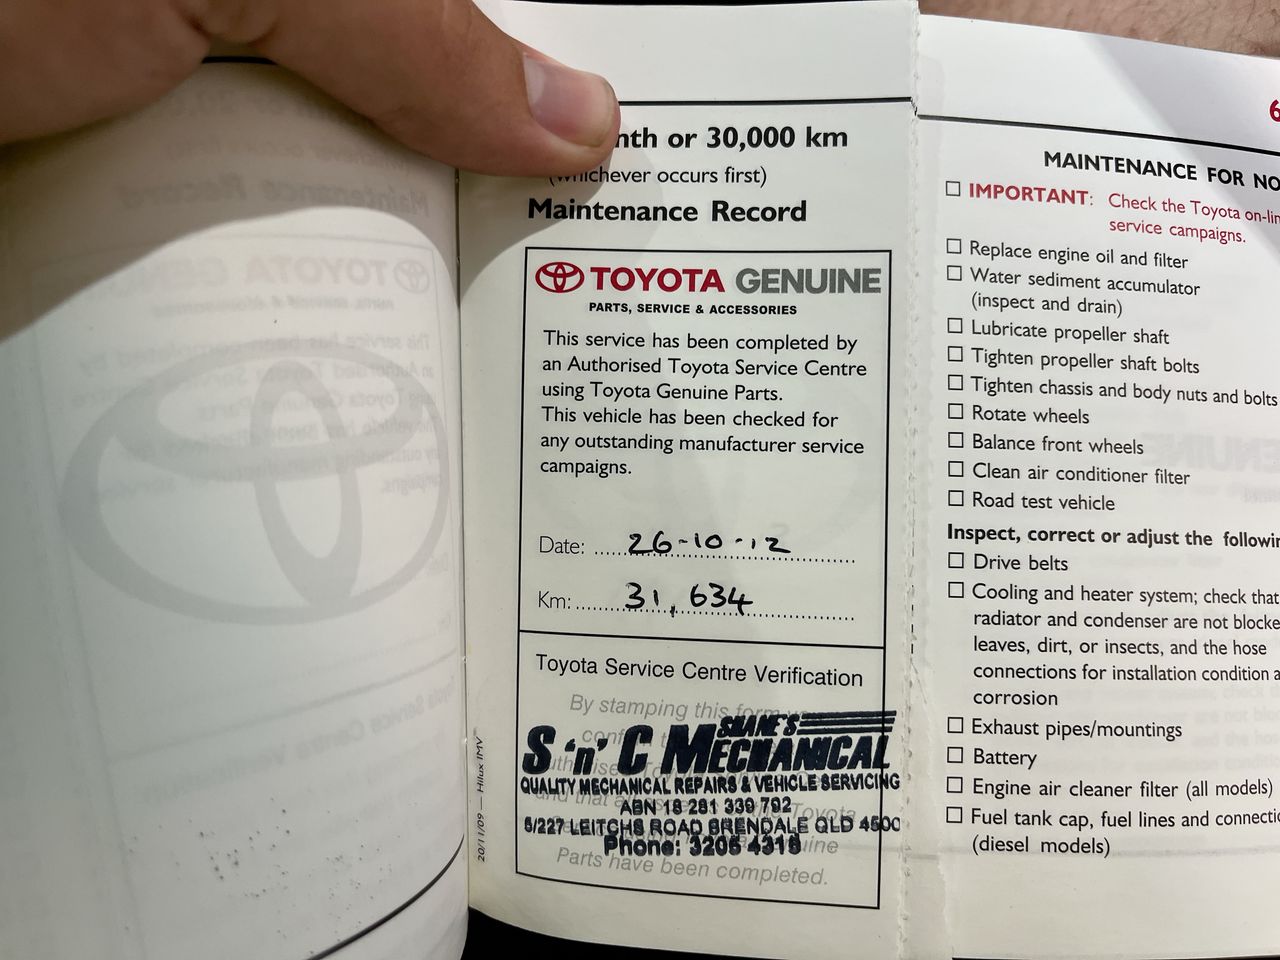 nth or 30,000 km
(whichever occurs first)
Maintenance Record
TOYOTA GENUINE
PARTS, SERVICE & ACCESSORIES
This service has been completed by
an Authorised Toyota Service Centre
using Toyota Genuine Parts.
This vehicle has been checked for
any outstanding manufacturer service
campaigns.
Date: 26-10-12
Km: 31,634
Toyota Service Centre Verification
By stamping this form
SHANE'S
S 'n' C MECHANICAL
QUALITY MECHANICAL REPAIRS & VEHICLE SERVICING
ABN 18 281 339 792
5/227 LEITCHS ROAD BRENDALE QLD 4500
Phone: 3205 4318
Parts have been completed.
20/11/09 — Hilux IMV
6
MAINTENANCE FOR NO
IMPORTANT: Check the Toyota on-lin
service campaigns.
Replace engine oil and filter
Water sediment accumulator
(inspect and drain)
Lubricate propeller shaft
Tighten propeller shaft bolts
Tighten chassis and body nuts and bolts
Rotate wheels
Balance front wheels
Clean air conditioner filter
Road test vehicle
Inspect, correct or adjust the followin
Drive belts
Cooling and heater system; check that
radiator and condenser are not blocke
leaves, dirt, or insects, and the hose
connections for installation condition a
corrosion
Exhaust pipes/mountings
Battery
Engine air cleaner filter (all models)
Fuel tank cap, fuel lines and connecti
(diesel models)